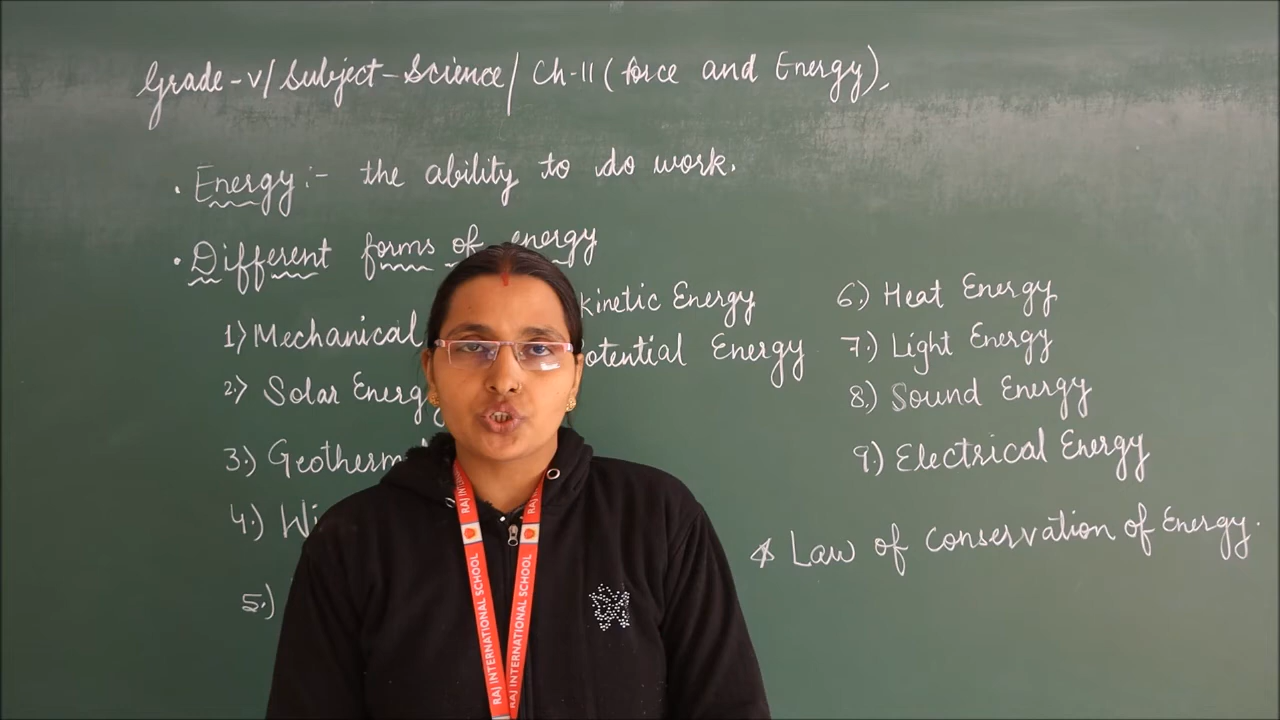 Grade-V/Subject-Science/Ch-11 (force and Energy).
• Energy:- the ability to do work.
• Different forms of energy
1) Mechanical
kinetic Energy
otential Energy
2) Solar Energy
3.) Geotherm
4.) Wi
5.)
6.) Heat Energy
7.) Light Energy
8.) Sound Energy
9.) Electrical Energy
* Law of conservation of Energy.
RAJ INTERNATIONAL SCHOOL
RAJ INTERNATIONAL SCHOOL